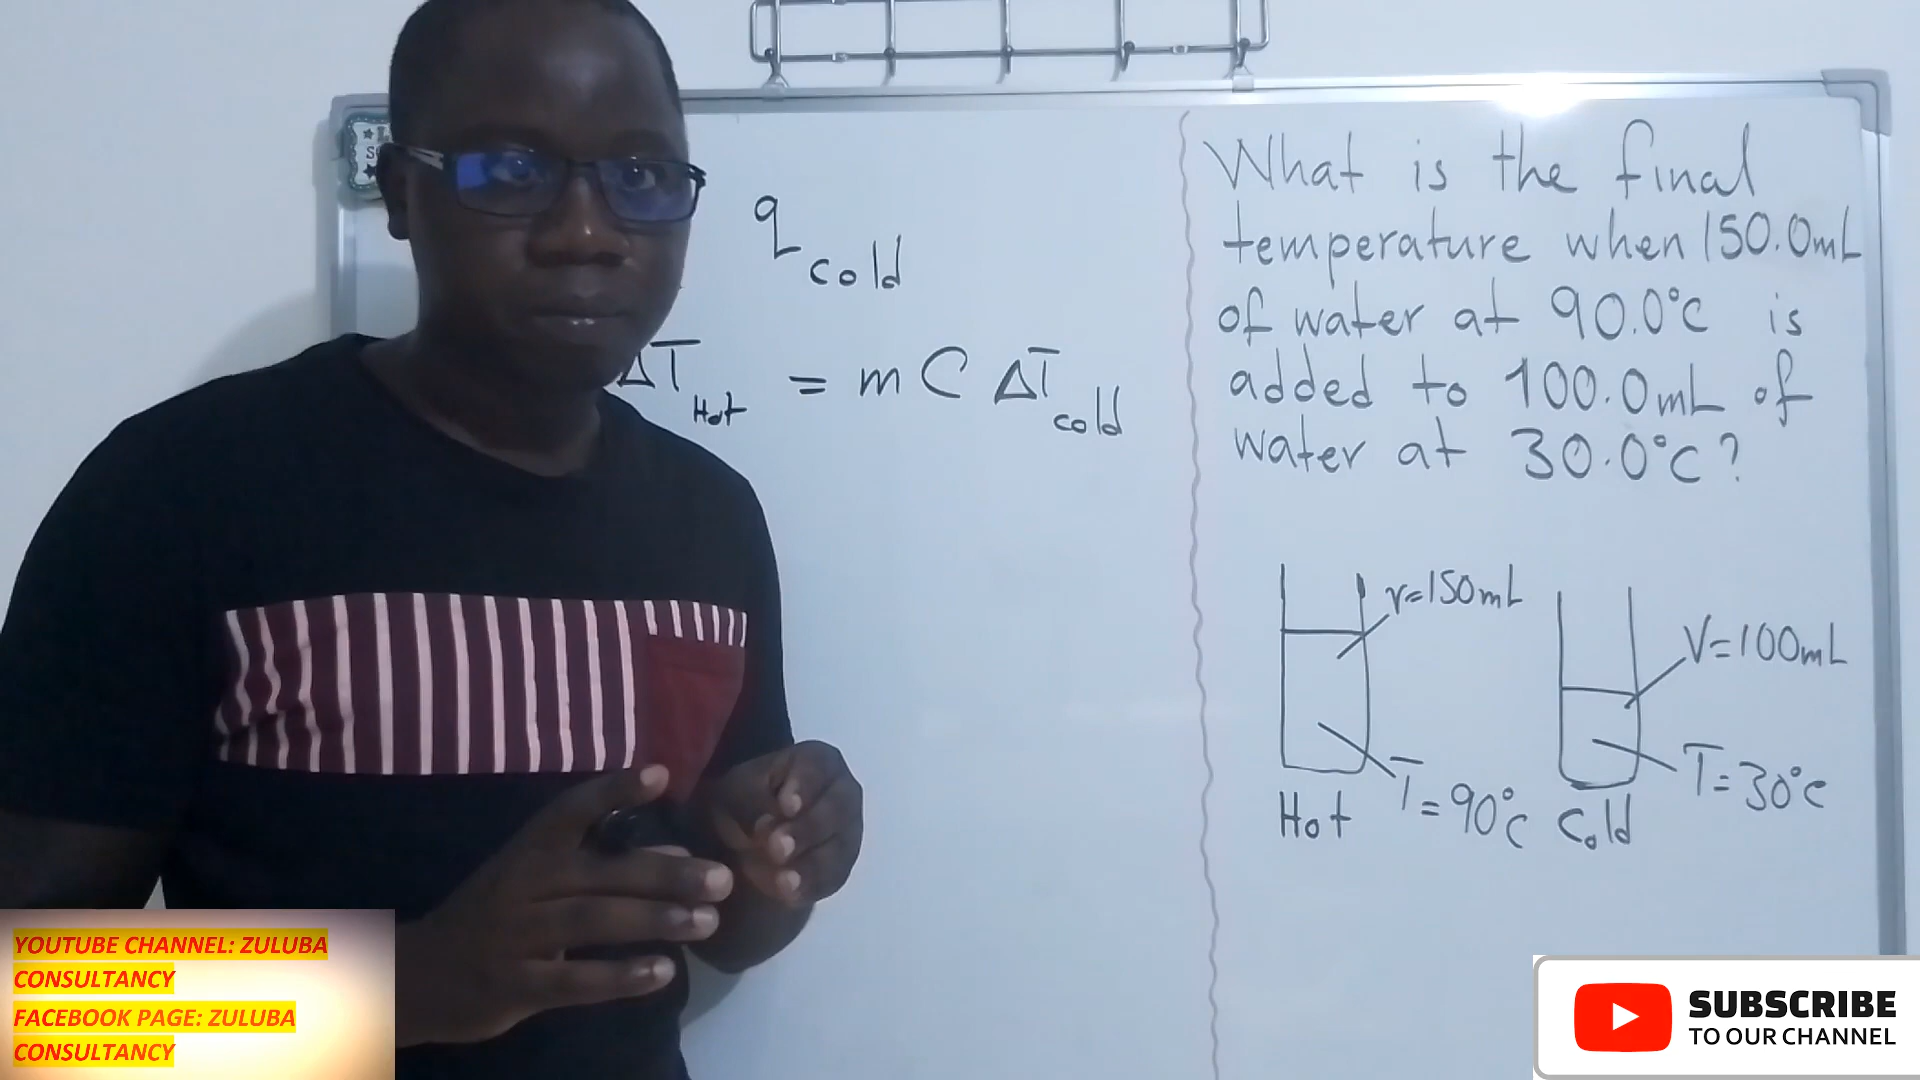 q cold
ΔT Hot = m C ΔT cold
What is the final
temperature when 150.0mL
of water at 90.0°C is
added to 100.0mL of
water at 30.0°C?
V=150mL
T=90°C
Hot
V=100mL
T=30°C
Cold
YOUTUBE CHANNEL: ZULUBA
CONSULTANCY
FACEBOOK PAGE: ZULUBA
CONSULTANCY
SUBSCRIBE
TO OUR CHANNEL